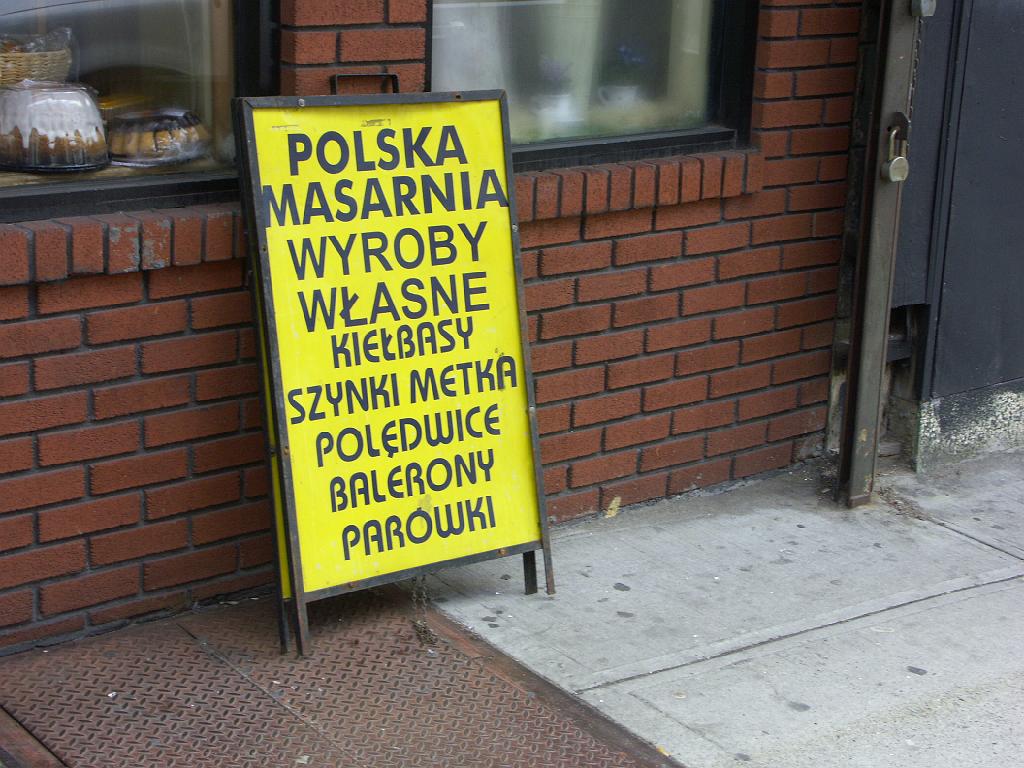 POLSKA
MASARNIA
WYROBY
WŁASNE
KIEŁBASY
SZYNKI METKA
POLĘDWICE
BALERONY
PARÓWKI